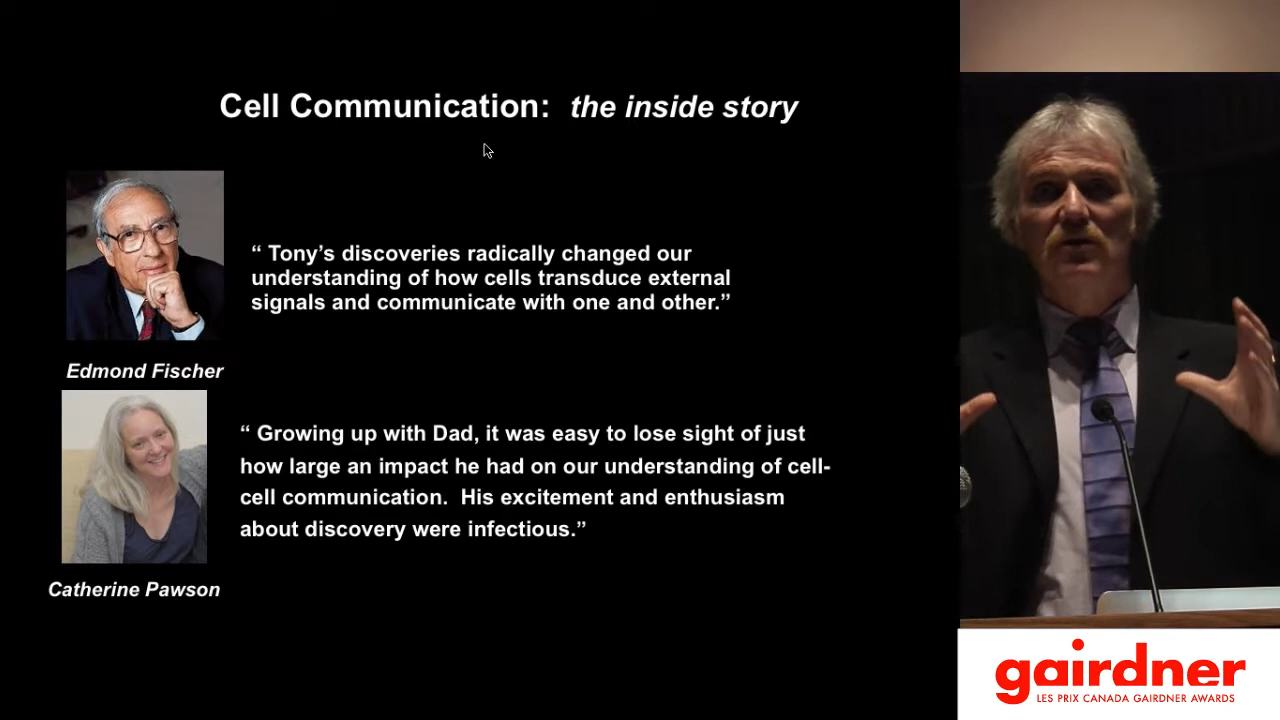 Cell Communication: the inside story
“ Tony’s discoveries radically changed our
understanding of how cells transduce external
signals and communicate with one and other.”
Edmond Fischer
“ Growing up with Dad, it was easy to lose sight of just
how large an impact he had on our understanding of cell-
cell communication. His excitement and enthusiasm
about discovery were infectious.”
Catherine Pawson
gairdner
LES PRIX CANADA GAIRDNER AWARDS